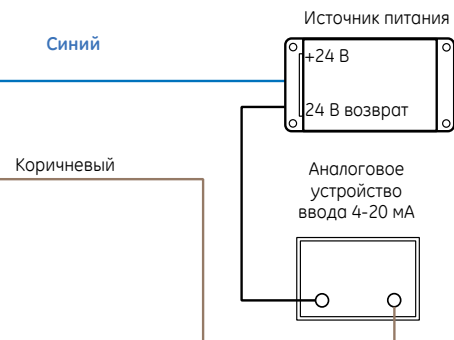 Источник питания
Синий
+24 В
24 В возврат
Коричневый
Аналоговое
устройство
ввода 4-20 мА